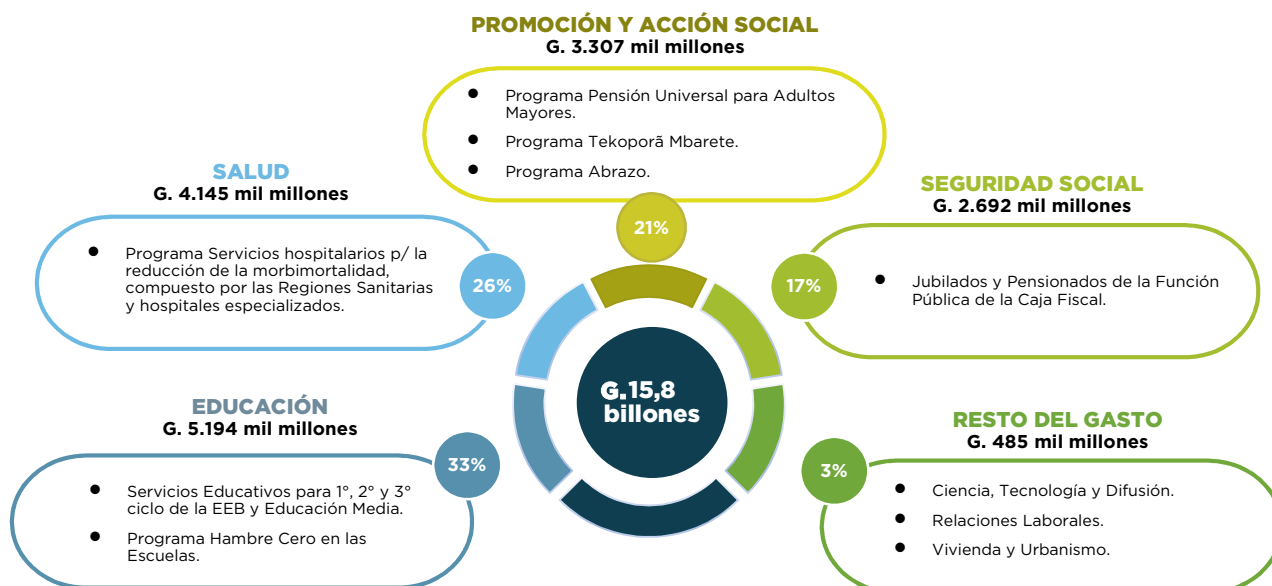 PROMOCIÓN Y ACCIÓN SOCIAL
G. 3.307 mil millones
● Programa Pensión Universal para Adultos
Mayores.
● Programa Tekoporã Mbarete.
● Programa Abrazo.
21%
SALUD
G. 4.145 mil millones
● Programa Servicios hospitalarios p/ la
reducción de la morbimortalidad,
compuesto por las Regiones Sanitarias
y hospitales especializados.
26%
SEGURIDAD SOCIAL
G. 2.692 mil millones
17%
● Jubilados y Pensionados de la Función
Pública de la Caja Fiscal.
G.15,8
billones
EDUCACIÓN
G. 5.194 mil millones
33%
● Servicios Educativos para 1°, 2° y 3°
ciclo de la EEB y Educación Media.
● Programa Hambre Cero en las
Escuelas.
RESTO DEL GASTO
G. 485 mil millones
3%
● Ciencia, Tecnología y Difusión.
● Relaciones Laborales.
● Vivienda y Urbanismo.